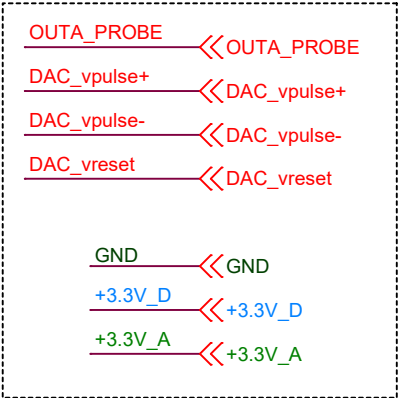 OUTA_PROBE
OUTA_PROBE
DAC_vpulse+
DAC_vpulse+
DAC_vpulse-
DAC_vpulse-
DAC_vreset
DAC_vreset
GND
GND
+3.3V_D
+3.3V_D
+3.3V_A
+3.3V_A